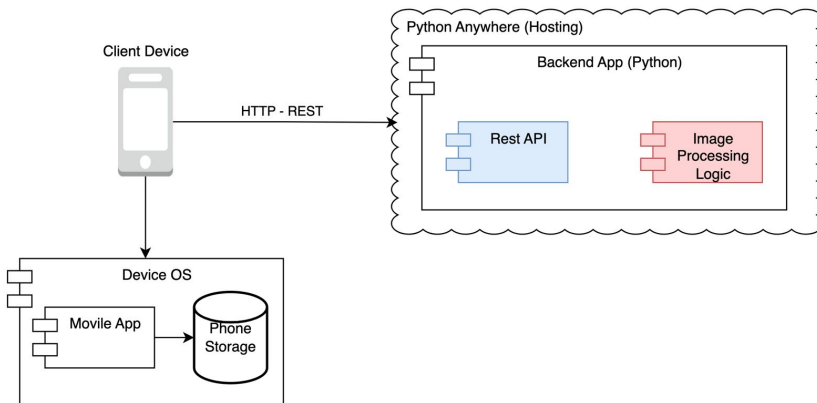 Python Anywhere (Hosting)
Client Device
Backend App (Python)
HTTP - REST
Rest API
Image
Processing
Logic
Device OS
Movile App
Phone
Storage